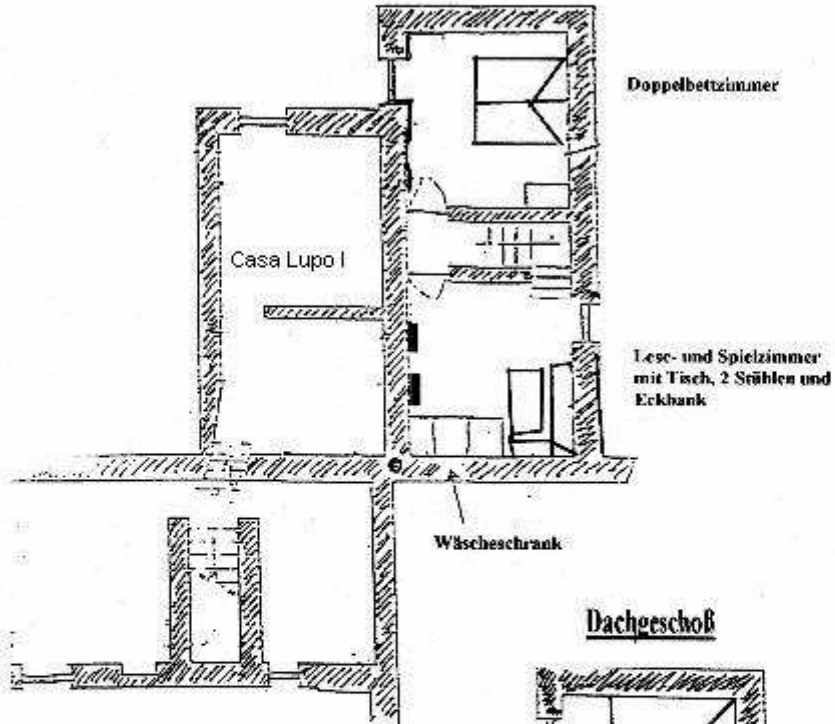 Doppelbettzimmer
Casa Lupo I
Lese- und Spielzimmer
mit Tisch, 2 Stühlen und
Eckbank
Wäscheschrank
Dachgeschoß